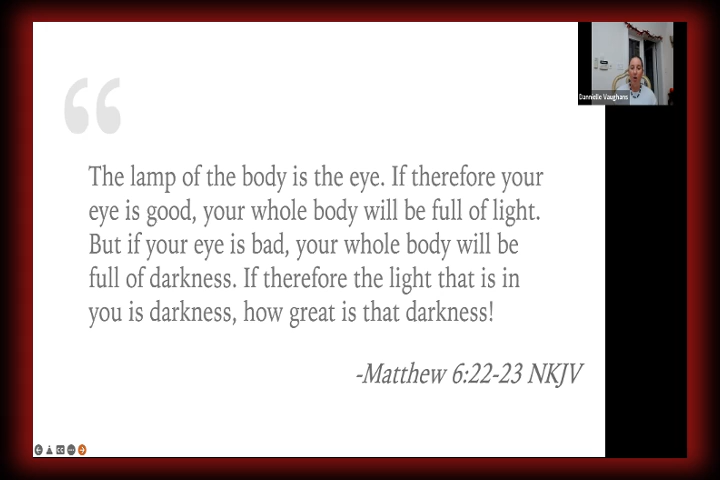 Dannielle Vaughans
“
The lamp of the body is the eye. If therefore your
eye is good, your whole body will be full of light.
But if your eye is bad, your whole body will be
full of darkness. If therefore the light that is in
you is darkness, how great is that darkness!
-Matthew 6:22-23 NKJV